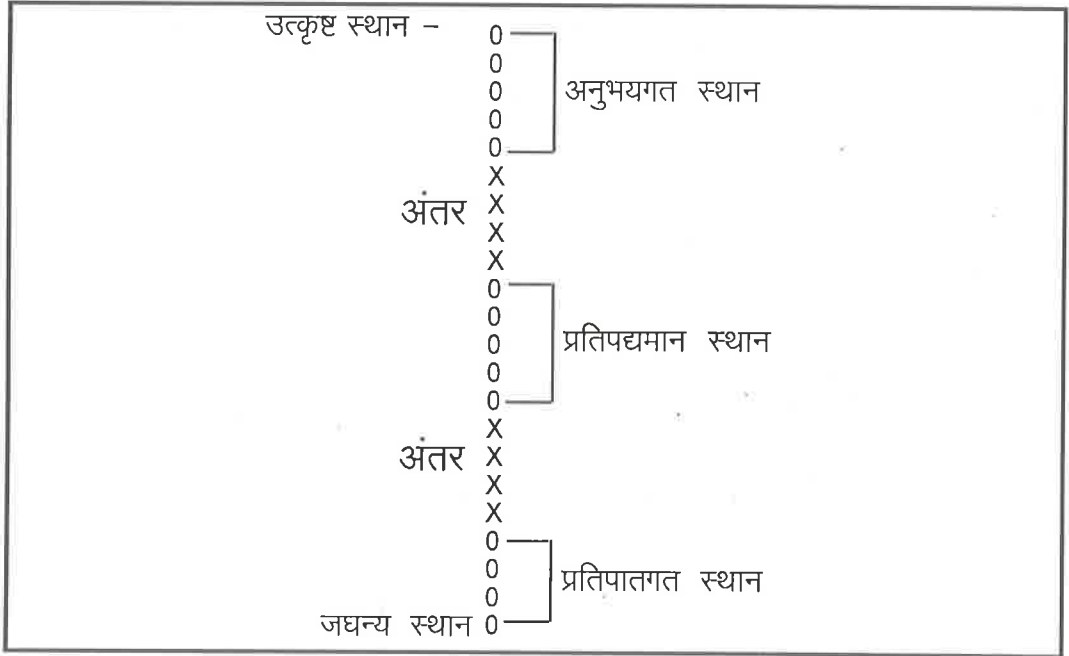 उत्कृष्ट स्थान – 0
0
0 अनुभयगत स्थान
0
0
X
अंतर X
X
X
0
0
0 प्रतिपद्यमान स्थान
0
0
X
अंतर X
X
X
0
0 प्रतिपातगत स्थान
0
जघन्य स्थान 0